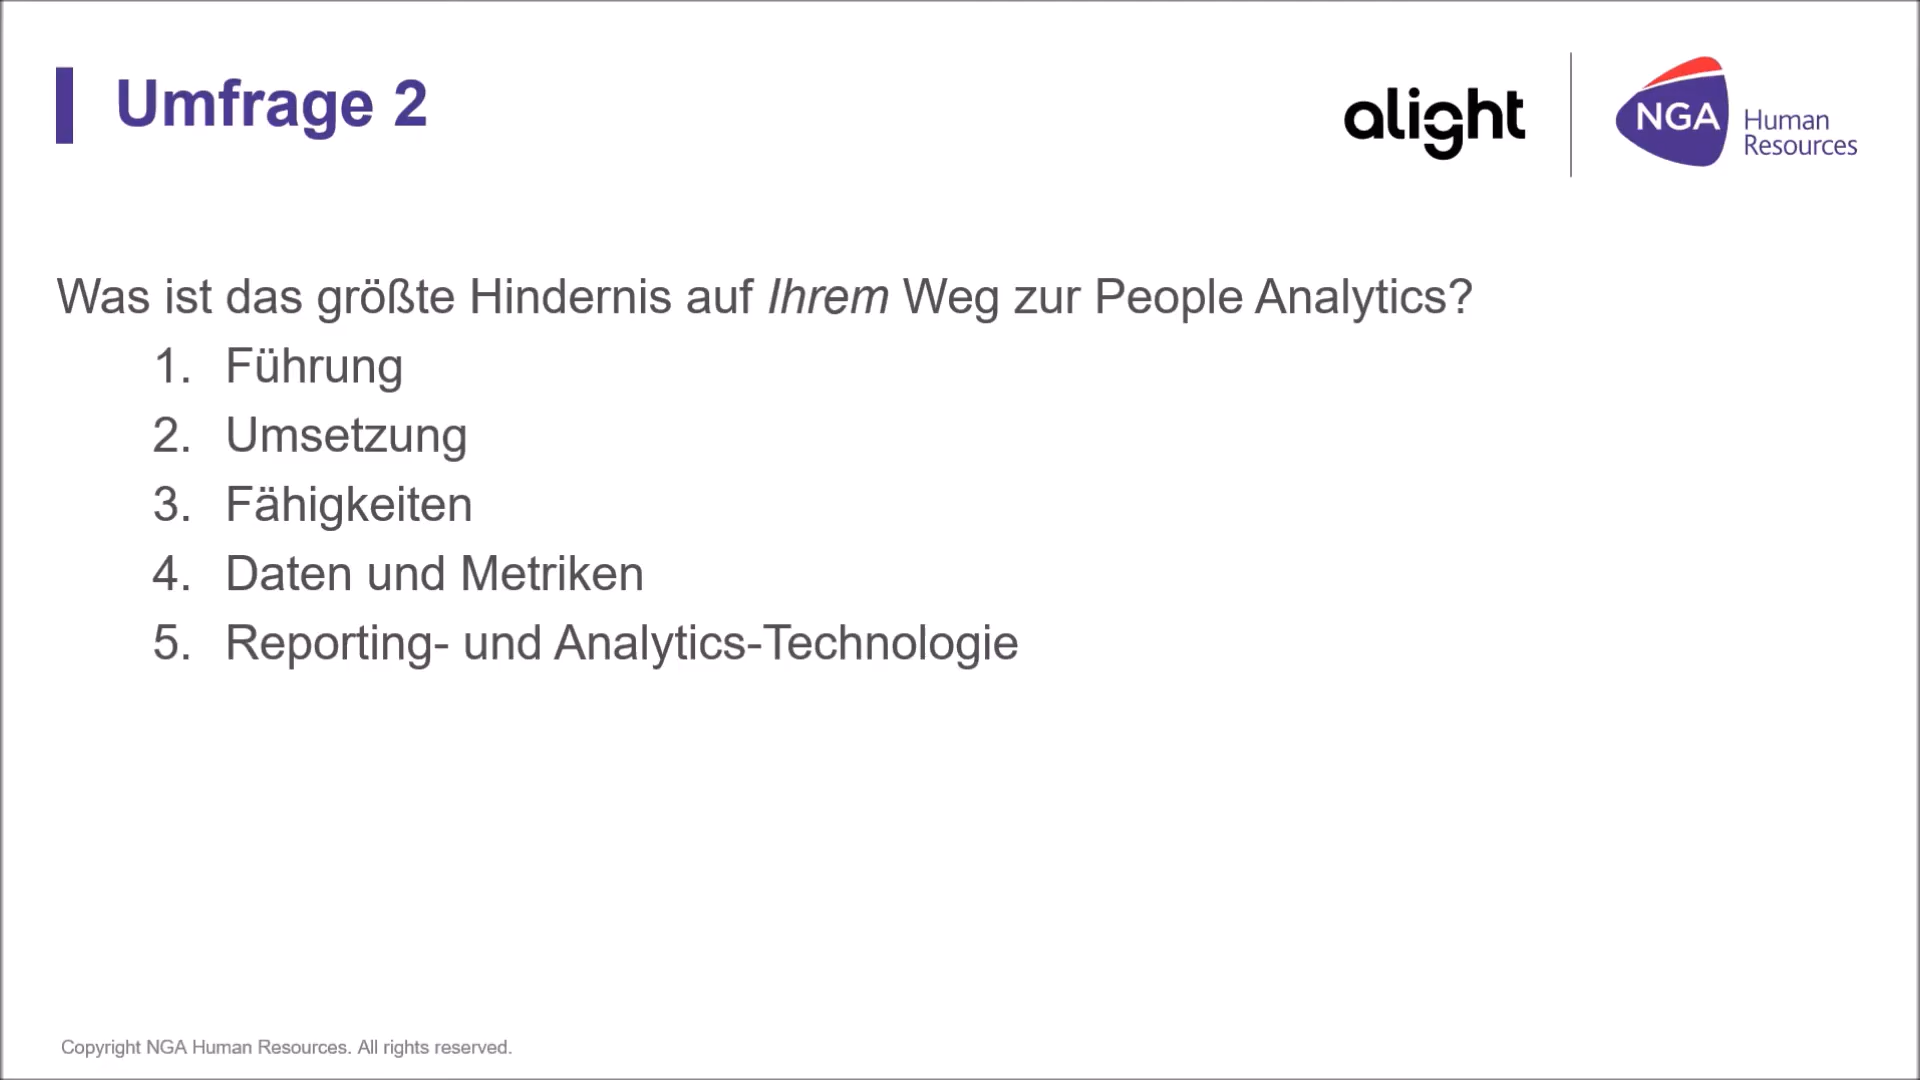 Umfrage 2
alight
NGA Human
Resources
Was ist das größte Hindernis auf Ihrem Weg zur People Analytics?
1. Führung
2. Umsetzung
3. Fähigkeiten
4. Daten und Metriken
5. Reporting- und Analytics-Technologie
Copyright NGA Human Resources. All rights reserved.